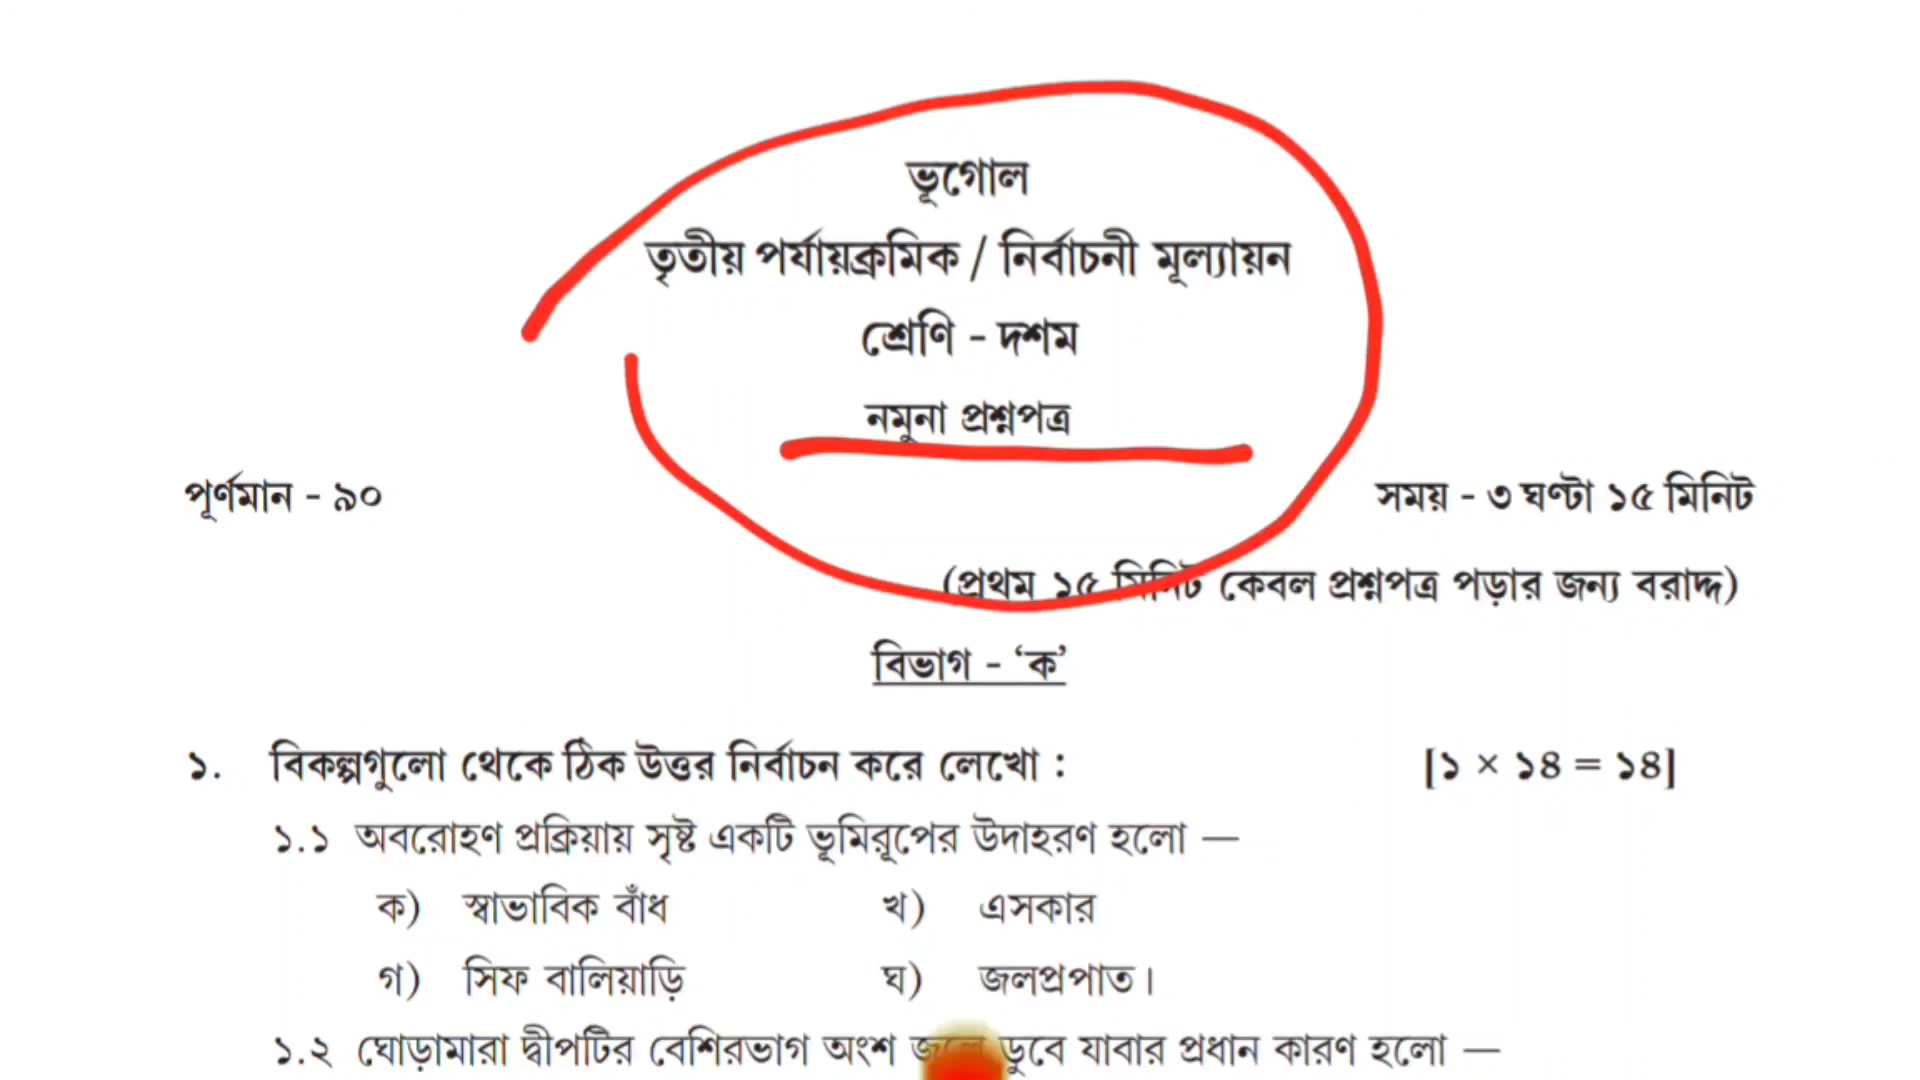 ভূগোল
তৃতীয় পর্যায়ক্রমিক / নির্বাচনী মূল্যায়ন
শ্রেণি - দশম
নমুনা প্রশ্নপত্র
পূর্ণমান - ৯০ সময় - ৩ ঘণ্টা ১৫ মিনিট
(প্রথম ১৫ মিনিট কেবল প্রশ্নপত্র পড়ার জন্য বরাদ্দ)
বিভাগ - ‘ক’
১. বিকল্পগুলো থেকে ঠিক উত্তর নির্বাচন করে লেখো : [১ × ১৪ = ১৪]
১.১ অবরোহণ প্রক্রিয়ায় সৃষ্ট একটি ভূমিরূপের উদাহরণ হলো —
ক) স্বাভাবিক বাঁধ খ) এসকার
গ) সিফ বালিয়াড়ি ঘ) জলপ্রপাত।
১.২ ঘোড়ামারা দ্বীপটির বেশিরভাগ অংশ জলে ডুবে যাবার প্রধান কারণ হলো —